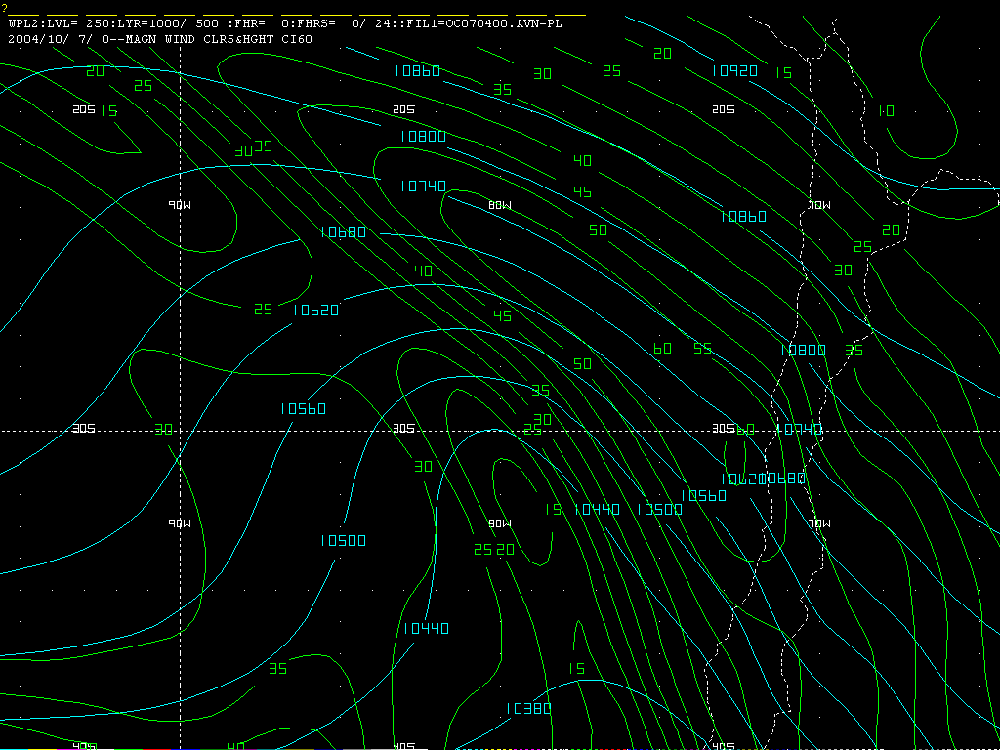 ?
WPL2:LVL= 250:LYR=1000/ 500 :FHR=  0:FHRS=  0/ 24::FIL1=OC070400.AVN-PL
2004/10/ 7/ 0--MAGN WIND CLR5&HGHT CI60
20 10860 30 25 20 10920 15
25 35
20S 15 20S 20S 10
10800
30 35
40
10740 45
90W 80W 70W
10680 50 10860 20
25
40 30
25 10620 45
60 55 10800 35
50
35
10560 30
30S 30 30S 25 30S 60 10740
30 10620 10680
15 10440 10500 10560
90W 80W 70W
10500 25 20
10440
35 15
10380
40S 40 40S 40S